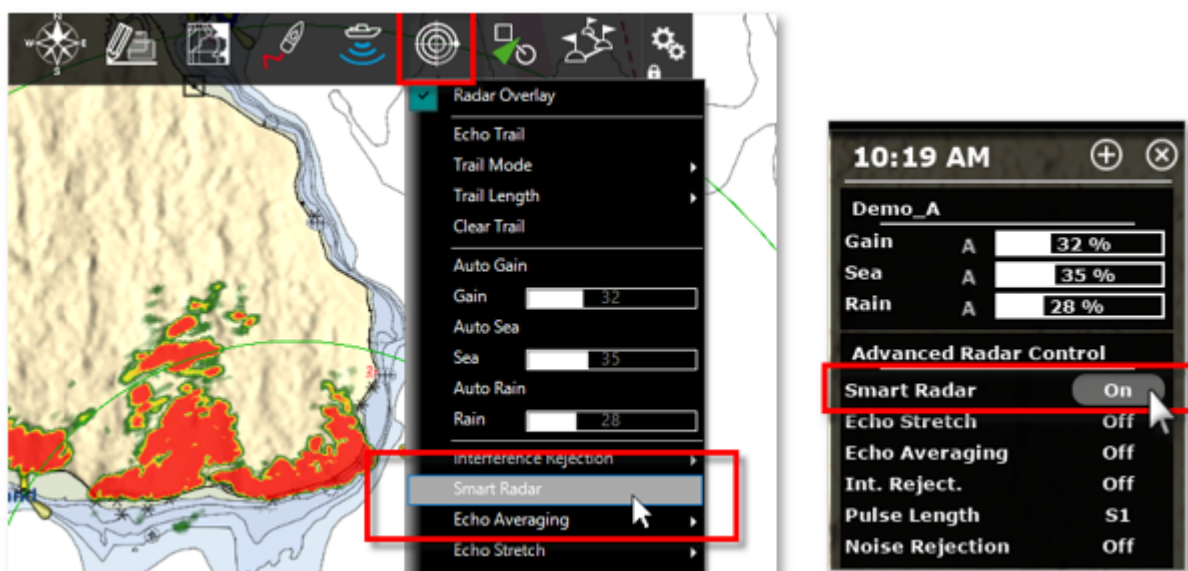 N
W
E
S
Radar Overlay
Echo Trail
Trail Mode
Trail Length
Clear Trail
Auto Gain
Gain 32
Auto Sea
Sea 35
Auto Rain
Rain 28
Interference Rejection
Smart Radar
Echo Averaging
Echo Stretch
2
10:19 AM
Demo_A
Gain A 32 %
Sea A 35 %
Rain A 28 %
Advanced Radar Control
Smart Radar On
Echo Stretch Off
Echo Averaging Off
Int. Reject. Off
Pulse Length S1
Noise Rejection Off